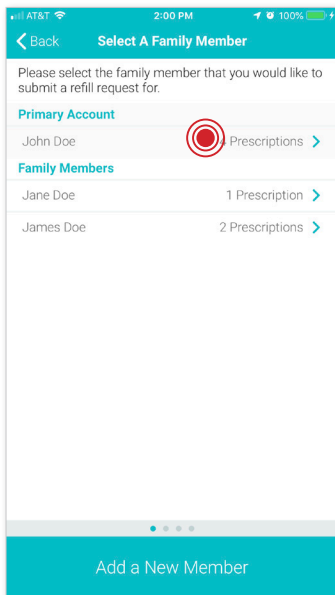 AT&T 2:00 PM 100%
Back Select A Family Member
Please select the family member that you would like to
submit a refill request for.
Primary Account
John Doe Prescriptions
Family Members
Jane Doe 1 Prescription
James Doe 2 Prescriptions
Add a New Member